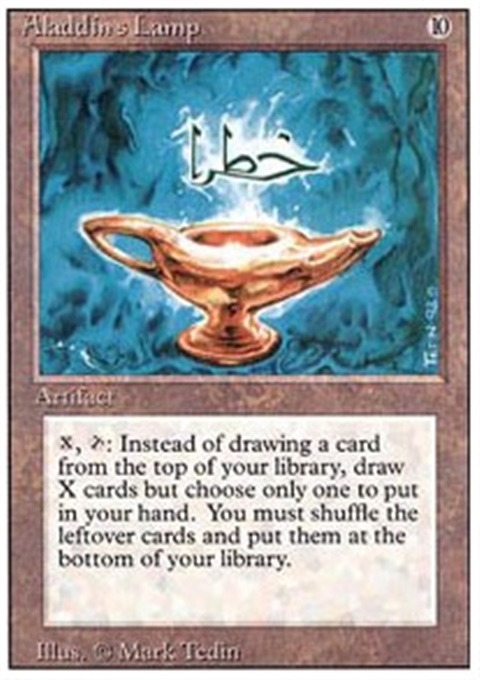 Aladdin's Lamp
10
خطرا
Artifact
X, : Instead of drawing a card
from the top of your library, draw
X cards but choose only one to put
in your hand. You must shuffle the
leftover cards and put them at the
bottom of your library.
Illus. © Mark Tedin